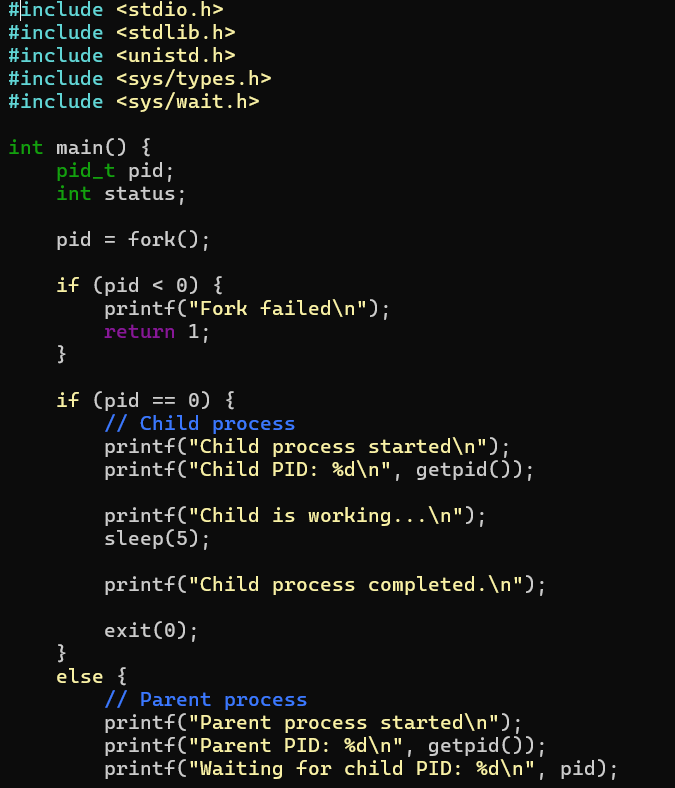 #include <stdio.h>
#include <stdlib.h>
#include <unistd.h>
#include <sys/types.h>
#include <sys/wait.h>

int main() {
    pid_t pid;
    int status;

    pid = fork();

    if (pid < 0) {
        printf("Fork failed\n");
        return 1;
    }

    if (pid == 0) {
        // Child process
        printf("Child process started\n");
        printf("Child PID: %d\n", getpid());

        printf("Child is working...\n");
        sleep(5);

        printf("Child process completed.\n");

        exit(0);
    }
    else {
        // Parent process
        printf("Parent process started\n");
        printf("Parent PID: %d\n", getpid());
        printf("Waiting for child PID: %d\n", pid);